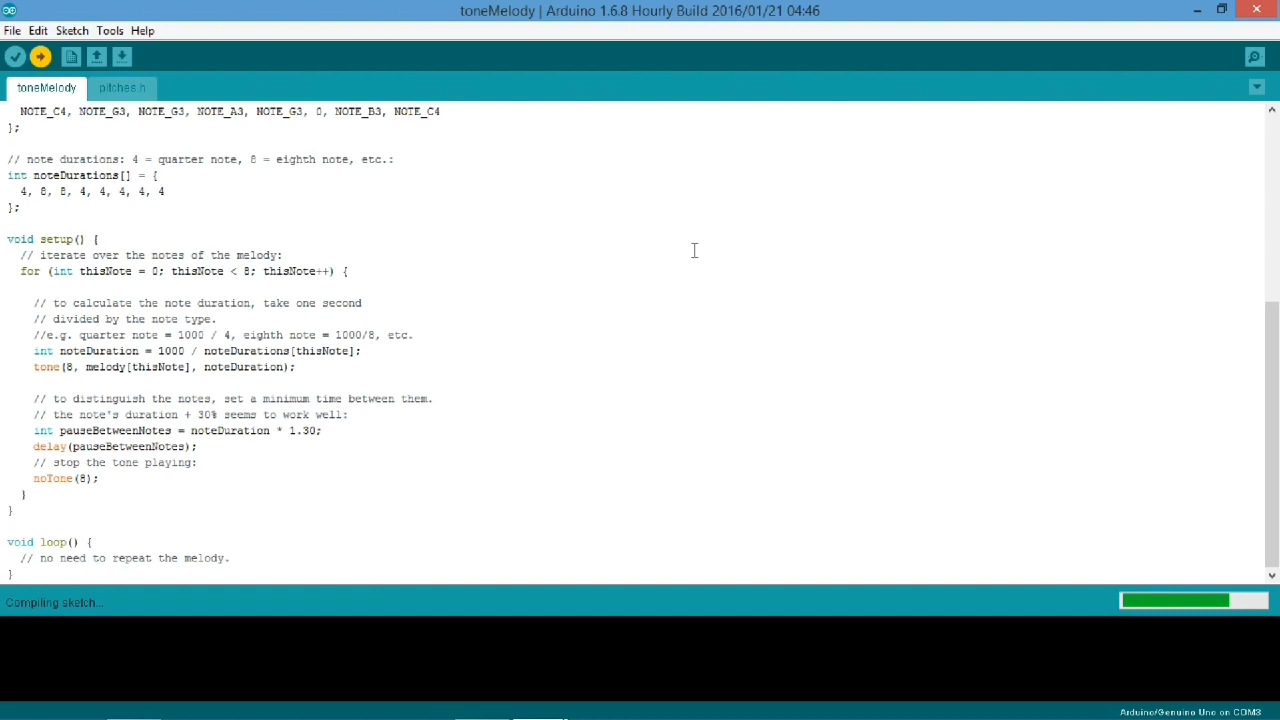 toneMelody | Arduino 1.6.8 Hourly Build 2016/01/21 04:46
File Edit Sketch Tools Help
toneMelody pitches.h
NOTE_C4, NOTE_G3, NOTE_G3, NOTE_A3, NOTE_G3, 0, NOTE_B3, NOTE_C4
};
// note durations: 4 = quarter note, 8 = eighth note, etc.:
int noteDurations[] = {
4, 8, 8, 4, 4, 4, 4, 4
};
void setup() {
// iterate over the notes of the melody:
for (int thisNote = 0; thisNote < 8; thisNote++) {
// to calculate the note duration, take one second
// divided by the note type.
//e.g. quarter note = 1000 / 4, eighth note = 1000/8, etc.
int noteDuration = 1000 / noteDurations[thisNote];
tone(8, melody[thisNote], noteDuration);
// to distinguish the notes, set a minimum time between them.
// the note's duration + 30% seems to work well:
int pauseBetweenNotes = noteDuration * 1.30;
delay(pauseBetweenNotes);
// stop the tone playing:
noTone(8);
}
}
void loop() {
// no need to repeat the melody.
}
Compiling sketch...
Arduino/Genuino Uno on COM3